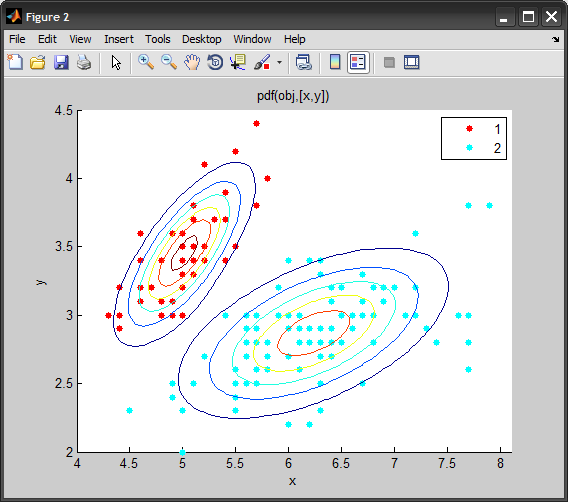 Figure 2
File Edit View Insert Tools Desktop Window Help
pdf(obj,[x,y])
4.5
4
3.5
3
2.5
2
y
1
2
4 4.5 5 5.5 6 6.5 7 7.5 8
x